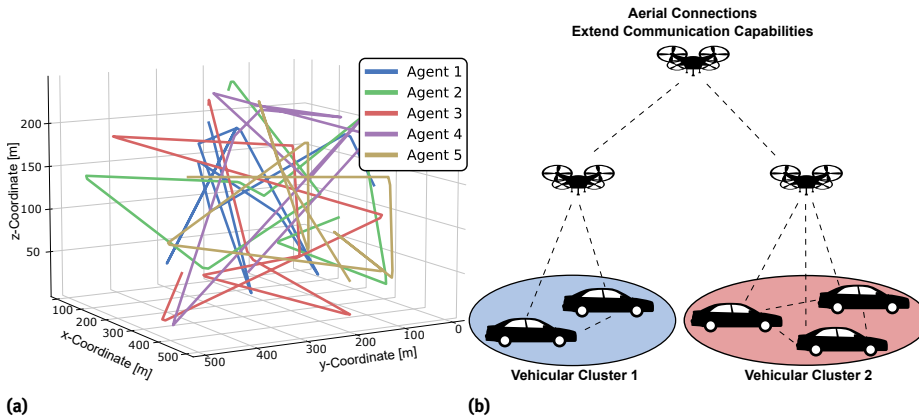 Agent 1
Agent 2
Agent 3
Agent 4
Agent 5
200
150
100
50
z-Coordinate [m]
100
200
300
400
500
x-Coordinate [m]
500
400
300
200
100
0
y-Coordinate [m]
(a)
Aerial Connections
Extend Communication Capabilities
Vehicular Cluster 1
Vehicular Cluster 2
(b)